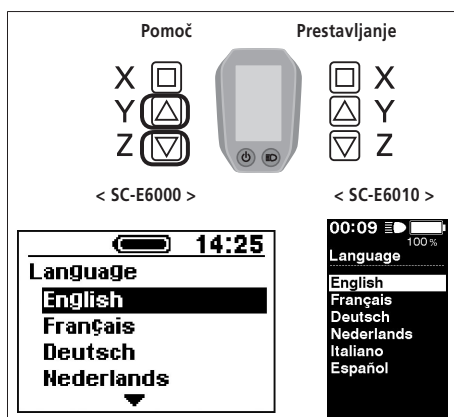 Pomoč Prestavljanje
X X
Y Y
Z Z
< SC-E6000 > < SC-E6010 >
14:25
Language
English
Français
Deutsch
Nederlands
00:09
100 %
Language
English
Français
Deutsch
Nederlands
Italiano
Español